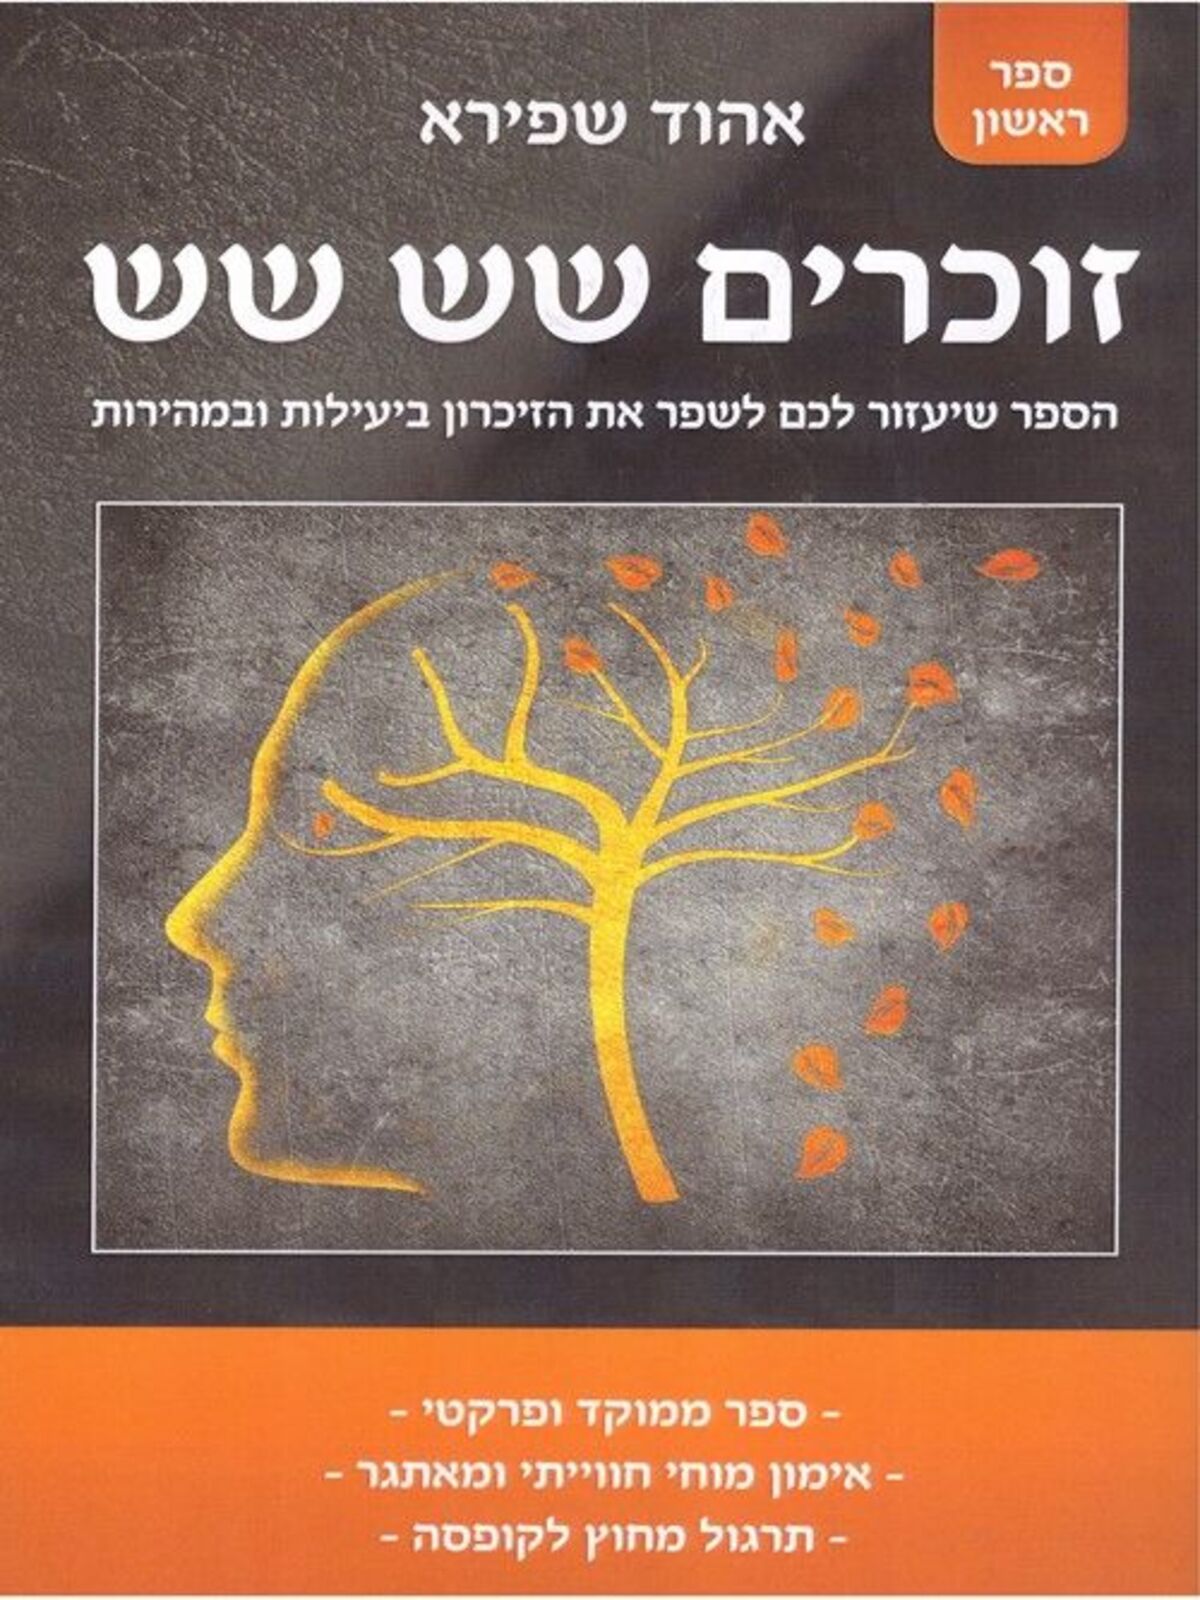 ספר
ראשון
אהוד שפירא
זוכרים שש שש
הספר שיעזור לכם לשפר את הזיכרון ביעילות ובמהירות
- ספר ממוקד ופרקטי -
- אימון מוחי חווייתי ומאתגר -
- תרגול מחוץ לקופסה -